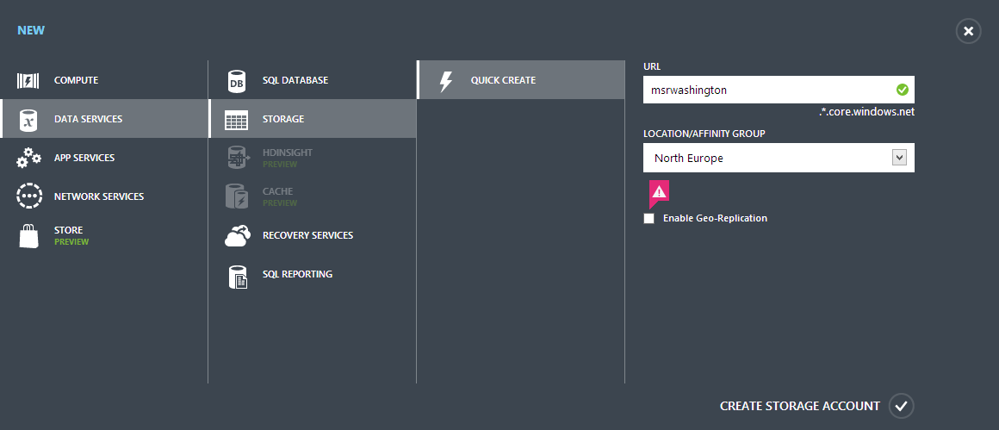 NEW
COMPUTE
DATA SERVICES
APP SERVICES
NETWORK SERVICES
STORE
PREVIEW
DB
SQL DATABASE
STORAGE
HDINSIGHT
PREVIEW
CACHE
PREVIEW
RECOVERY SERVICES
SQL REPORTING
QUICK CREATE
URL
msrwashington
.*.core.windows.net
LOCATION/AFFINITY GROUP
North Europe
Enable Geo-Replication
CREATE STORAGE ACCOUNT